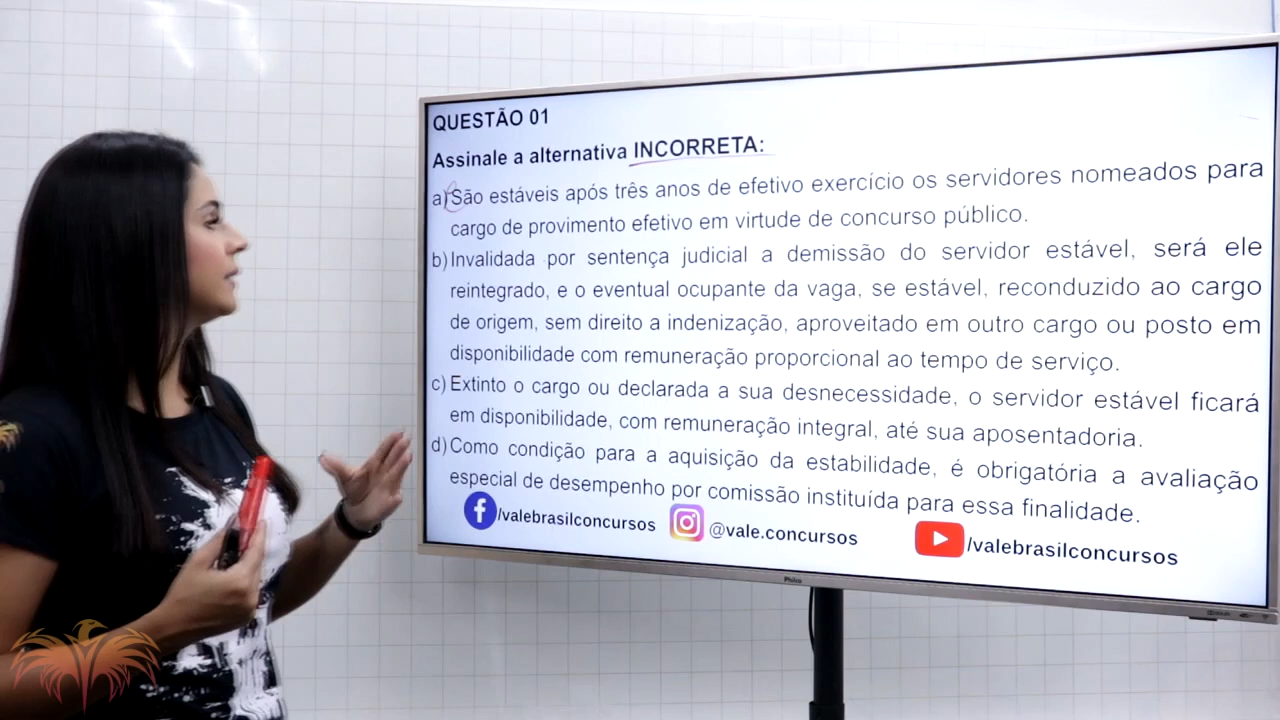 QUESTÃO 01
Assinale a alternativa INCORRETA:
a) São estáveis após três anos de efetivo exercício os servidores nomeados para
cargo de provimento efetivo em virtude de concurso público.
b) Invalidada por sentença judicial a demissão do servidor estável, será ele
reintegrado, e o eventual ocupante da vaga, se estável, reconduzido ao cargo
de origem, sem direito a indenização, aproveitado em outro cargo ou posto em
disponibilidade com remuneração proporcional ao tempo de serviço.
c) Extinto o cargo ou declarada a sua desnecessidade, o servidor estável ficará
em disponibilidade, com remuneração integral, até sua aposentadoria.
d) Como condição para a aquisição da estabilidade, é obrigatória a avaliação
especial de desempenho por comissão instituída para essa finalidade.
/valebrasilconcursos @vale.concursos /valebrasilconcursos
Philco